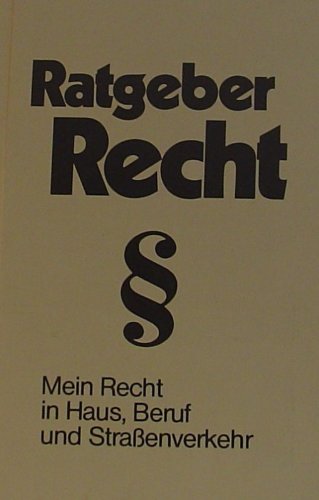 Ratgeber
Recht
§
Mein Recht
in Haus, Beruf
und Straßenverkehr